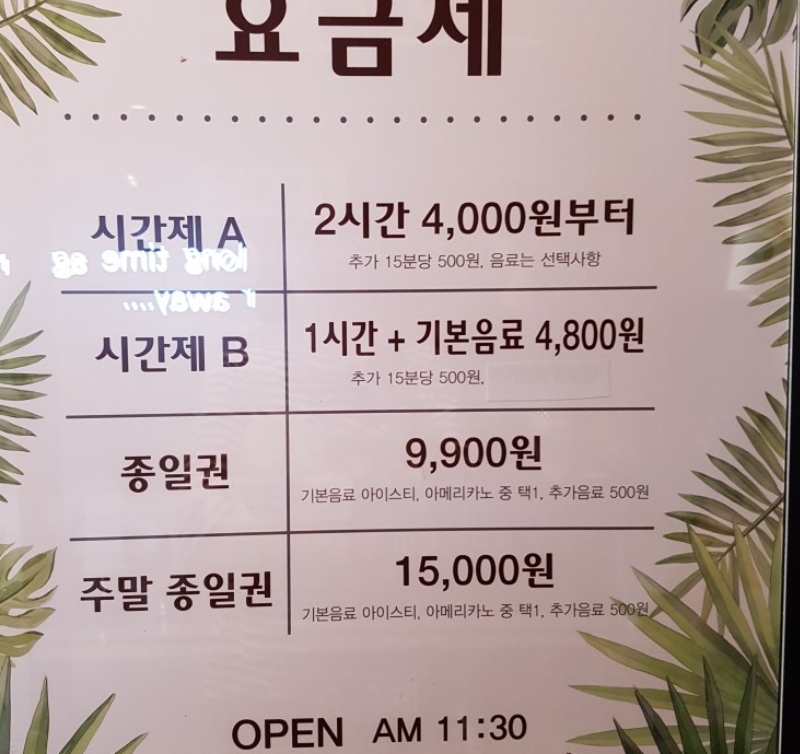 요금제
시간제 A
2시간 4,000원부터
추가 15분당 500원, 음료는 선택사항
시간제 B
1시간 + 기본음료 4,800원
추가 15분당 500원,
종일권
9,900원
기본음료 아이스티, 아메리카노 중 택1, 추가음료 500원
주말 종일권
15,000원
기본음료 아이스티, 아메리카노 중 택1, 추가음료 500원
OPEN AM 11:30
long time ag
r away....